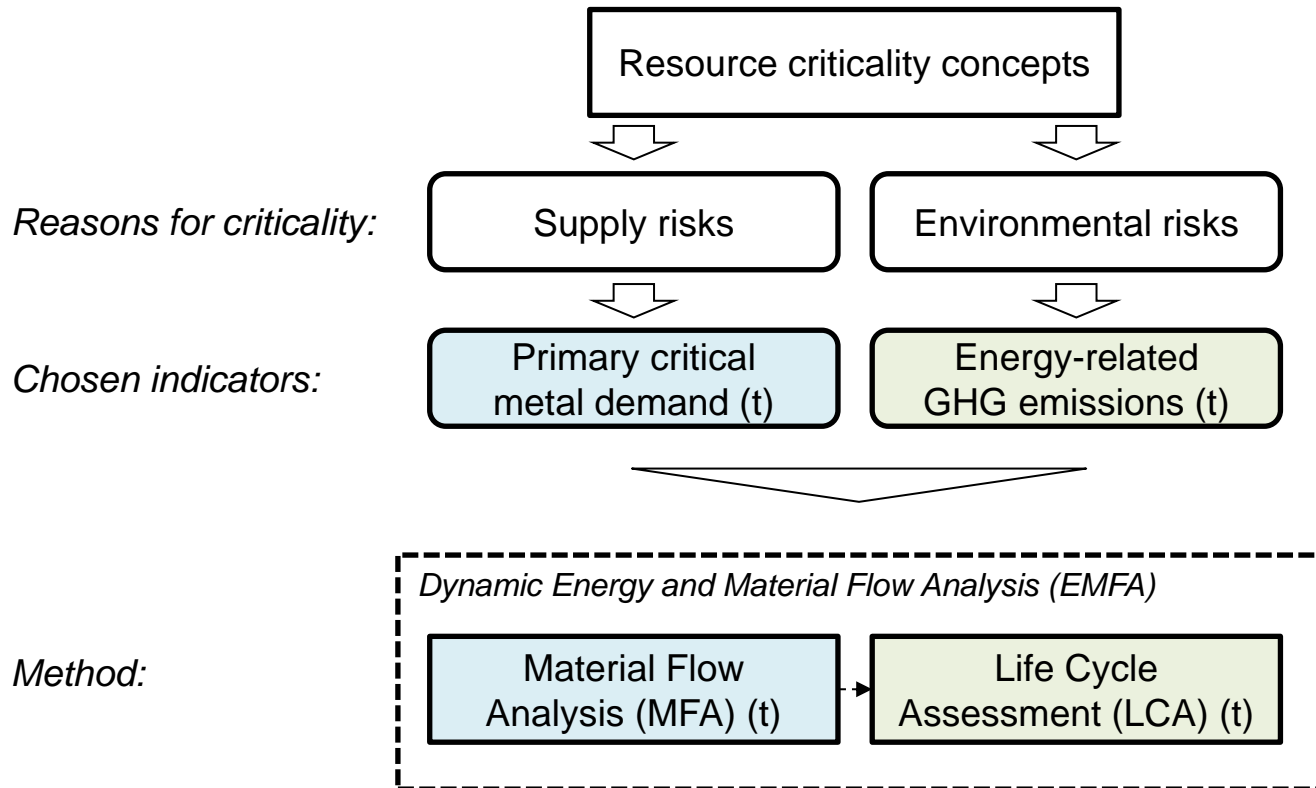 Resource criticality concepts
Reasons for criticality:
Supply risks
Environmental risks
Chosen indicators:
Primary critical
metal demand (t)
Energy-related
GHG emissions (t)
Dynamic Energy and Material Flow Analysis (EMFA)
Method:
Material Flow
Analysis (MFA) (t)
Life Cycle
Assessment (LCA) (t)